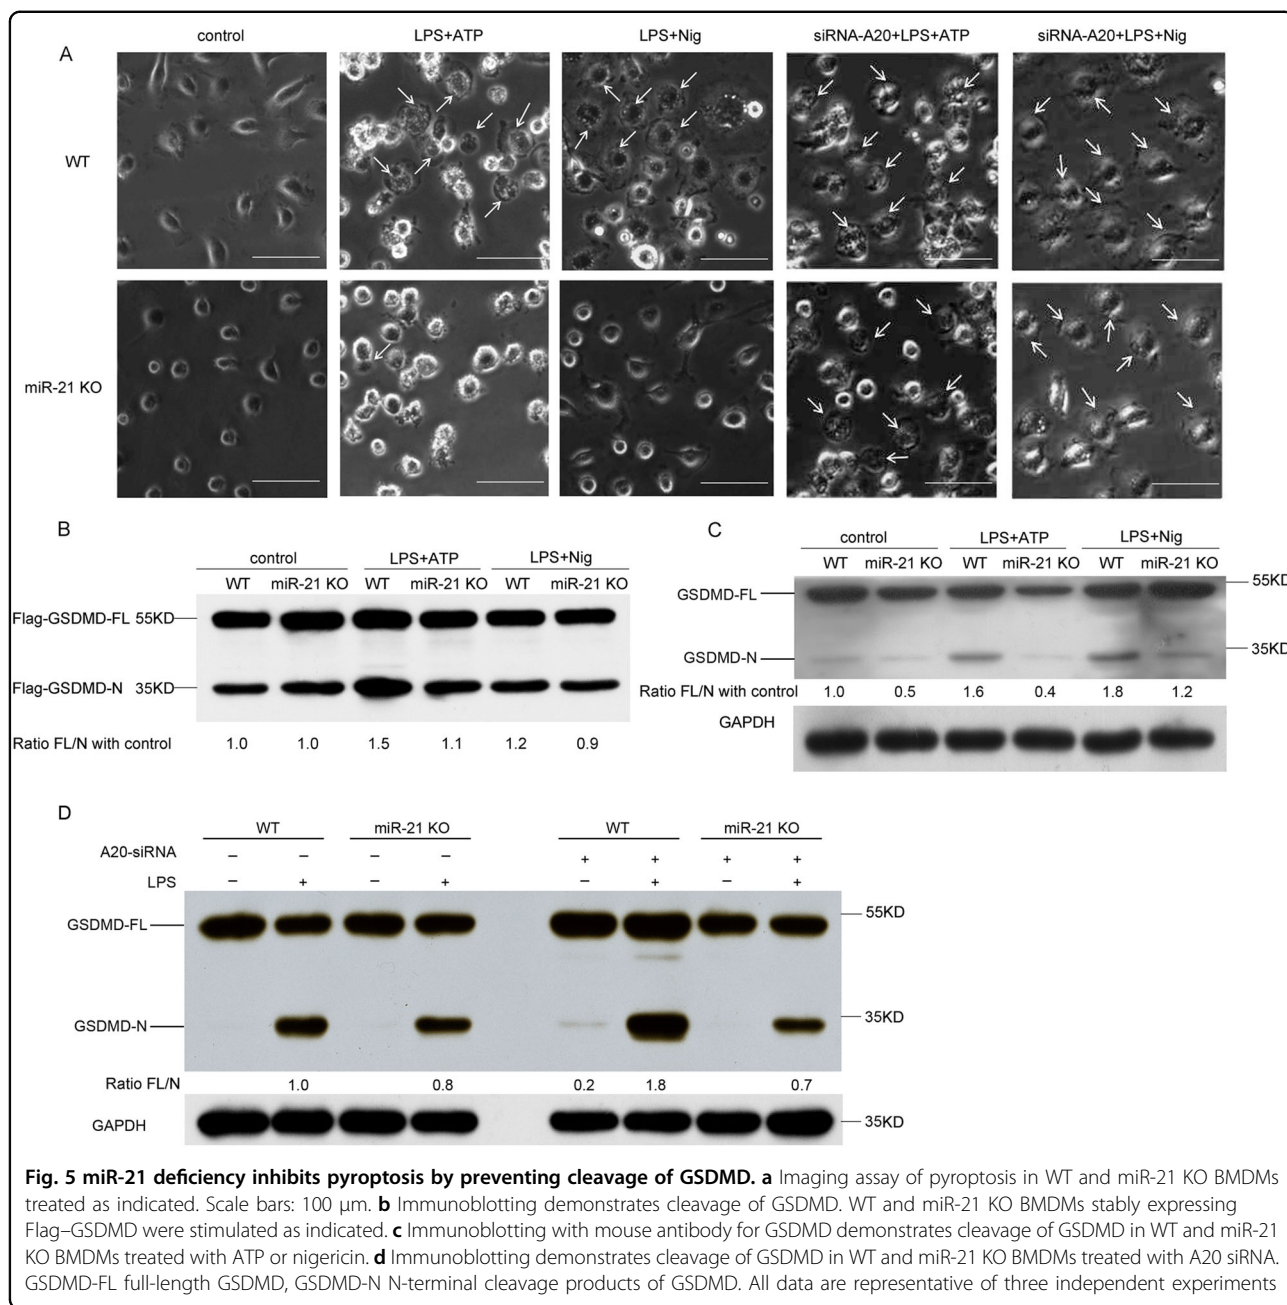 A
control LPS+ATP LPS+Nig siRNA-A20+LPS+ATP siRNA-A20+LPS+Nig
WT
miR-21 KO
B
control LPS+ATP LPS+Nig
WT miR-21 KO WT miR-21 KO WT miR-21 KO
Flag-GSDMD-FL 55KD
Flag-GSDMD-N 35KD
Ratio FL/N with control 1.0 1.0 1.5 1.1 1.2 0.9
C
control LPS+ATP LPS+Nig
WT miR-21 KO WT miR-21 KO WT miR-21 KO
GSDMD-FL 55KD
GSDMD-N 35KD
Ratio FL/N with control 1.0 0.5 1.6 0.4 1.8 1.2
GAPDH
D
WT miR-21 KO WT miR-21 KO
A20-siRNA – – – – + + + +
LPS – + – + – + – +
GSDMD-FL 55KD
GSDMD-N 35KD
Ratio FL/N 1.0 0.8 0.2 1.8 0.7
GAPDH 35KD
Fig. 5 miR-21 deficiency inhibits pyroptosis by preventing cleavage of GSDMD. a Imaging assay of pyroptosis in WT and miR-21 KO BMDMs
treated as indicated. Scale bars: 100 μm. b Immunoblotting demonstrates cleavage of GSDMD. WT and miR-21 KO BMDMs stably expressing
Flag–GSDMD were stimulated as indicated. c Immunoblotting with mouse antibody for GSDMD demonstrates cleavage of GSDMD in WT and miR-21
KO BMDMs treated with ATP or nigericin. d Immunoblotting demonstrates cleavage of GSDMD in WT and miR-21 KO BMDMs treated with A20 siRNA.
GSDMD-FL full-length GSDMD, GSDMD-N N-terminal cleavage products of GSDMD. All data are representative of three independent experiments